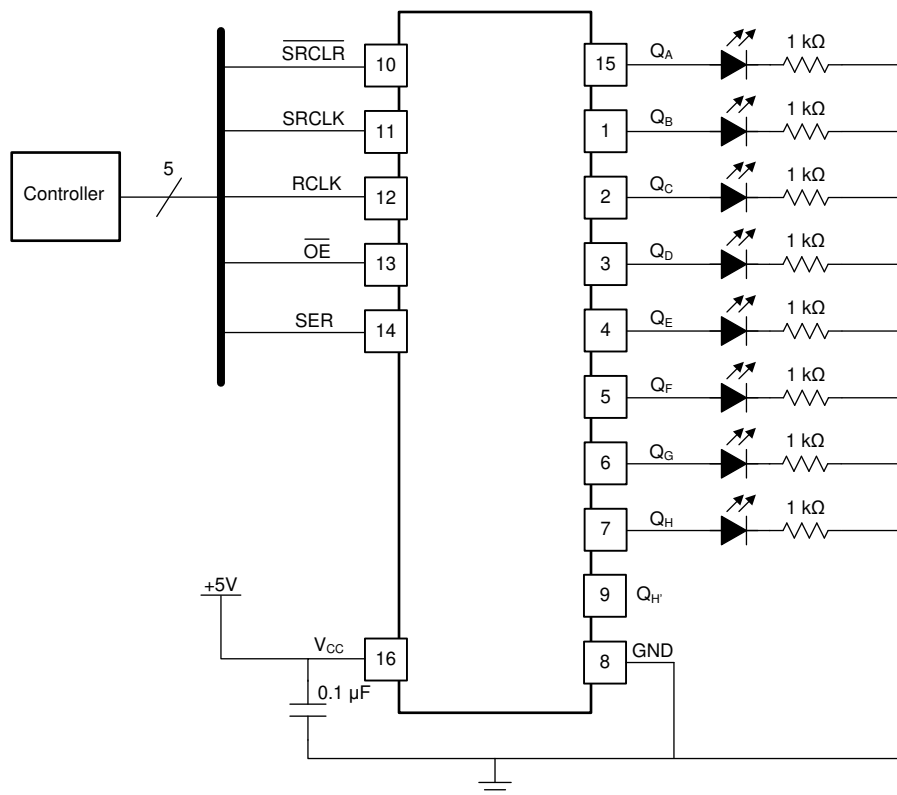 SRCLR
10
SRCLK
11
RCLK
12
OE
13
SER
14
5
Controller
+5V
VCC
16
0.1 µF
15
QA
1 kΩ
1
QB
1 kΩ
2
QC
1 kΩ
3
QD
1 kΩ
4
QE
1 kΩ
5
QF
1 kΩ
6
QG
1 kΩ
7
QH
1 kΩ
9
QH'
8
GND